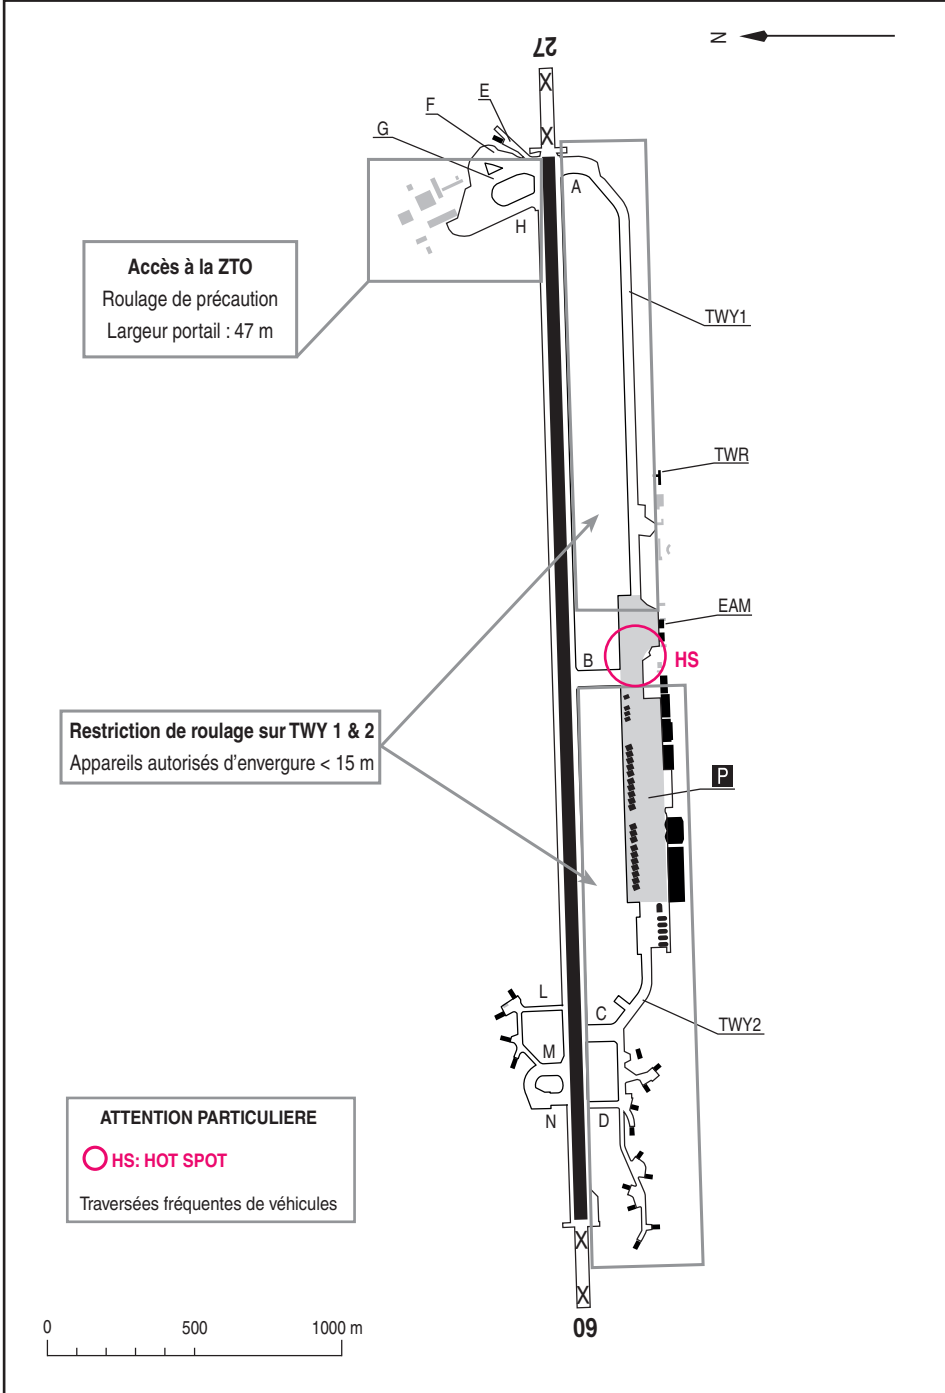 N
27
E
F
G
A
H
Accès à la ZTO
Roulage de précaution
Largeur portail : 47 m
TWY1
TWR
EAM
B
HS
Restriction de roulage sur TWY 1 & 2
Appareils autorisés d'envergure < 15 m
P
L
C
TWY2
M
N
D
ATTENTION PARTICULIERE
HS: HOT SPOT
Traversées fréquentes de véhicules
X
X
X
X
09
0 500 1000 m